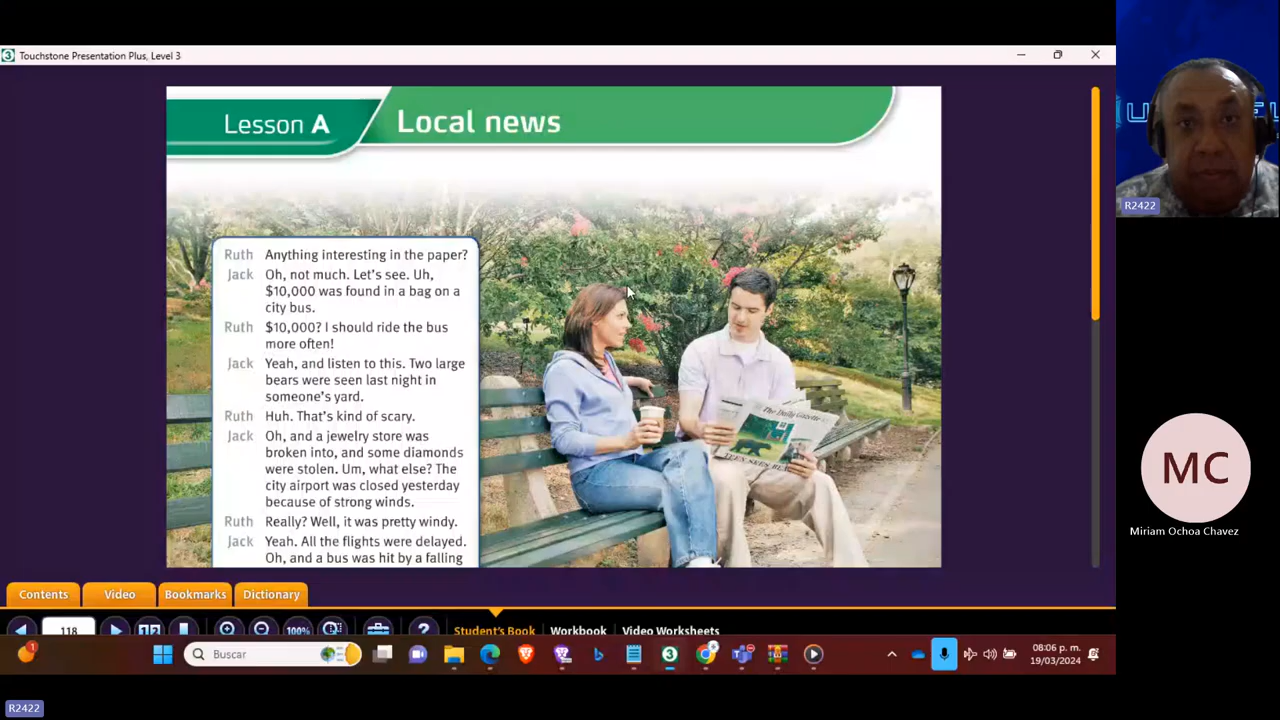 3 Touchstone Presentation Plus, Level 3
Lesson A
Local news
Ruth Anything interesting in the paper?
Jack Oh, not much. Let's see. Uh,
$10,000 was found in a bag on a
city bus.
Ruth $10,000? I should ride the bus
more often!
Jack Yeah, and listen to this. Two large
bears were seen last night in
someone's yard.
Ruth Huh. That's kind of scary.
Jack Oh, and a jewelry store was
broken into, and some diamonds
were stolen. Um, what else? The
city airport was closed yesterday
because of strong winds.
Ruth Really? Well, it was pretty windy.
Jack Yeah. All the flights were delayed.
Oh, and a bus was hit by a falling
The Daily Gazette
R2422
MC
Miriam Ochoa Chavez
Contents Video Bookmarks Dictionary
118 12 100% ?
Student's Book Workbook Video Worksheets
1 Buscar 3
08:06 p. m.
19/03/2024
R2422